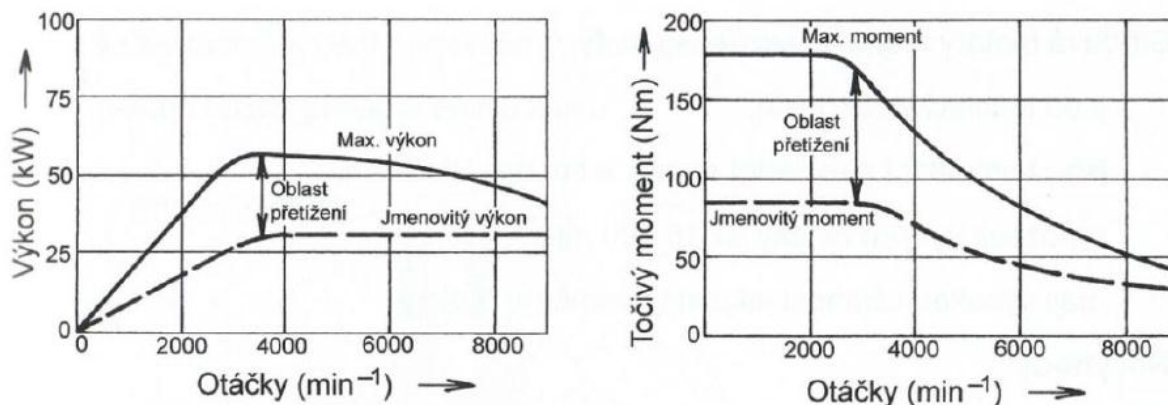 Výkon (kW)
100
75
50
25
0
Max. výkon
Oblast
přetížení
Jmenovitý výkon
0
2000
4000
6000
8000
Otáčky (min⁻¹)
Točivý moment (Nm)
200
150
100
50
0
Max. moment
Oblast
přetížení
Jmenovitý moment
2000
4000
6000
8000
Otáčky (min⁻¹)